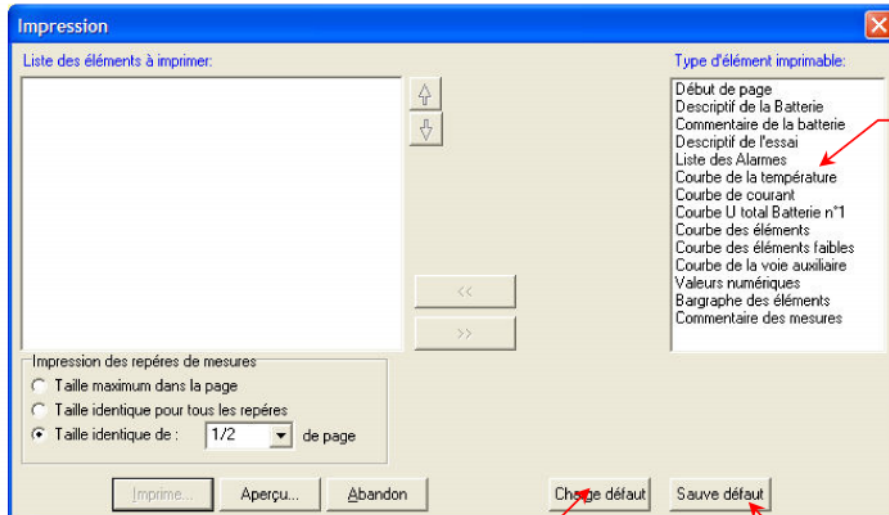 Impression
Liste des éléments à imprimer:
Type d'élément imprimable:
Début de page
Descriptif de la Batterie
Commentaire de la batterie
Descriptif de l'essai
Liste des Alarmes
Courbe de la température
Courbe de courant
Courbe U total Batterie n°1
Courbe des éléments
Courbe des éléments faibles
Courbe de la voie auxiliaire
Valeurs numériques
Bargraphe des éléments
Commentaire des mesures
<<
>>
Impression des repéres de mesures
Taille maximum dans la page
Taille identique pour tous les repéres
Taille identique de : 1/2 de page
Imprime... Aperçu... Abandon Charge défaut Sauve défaut